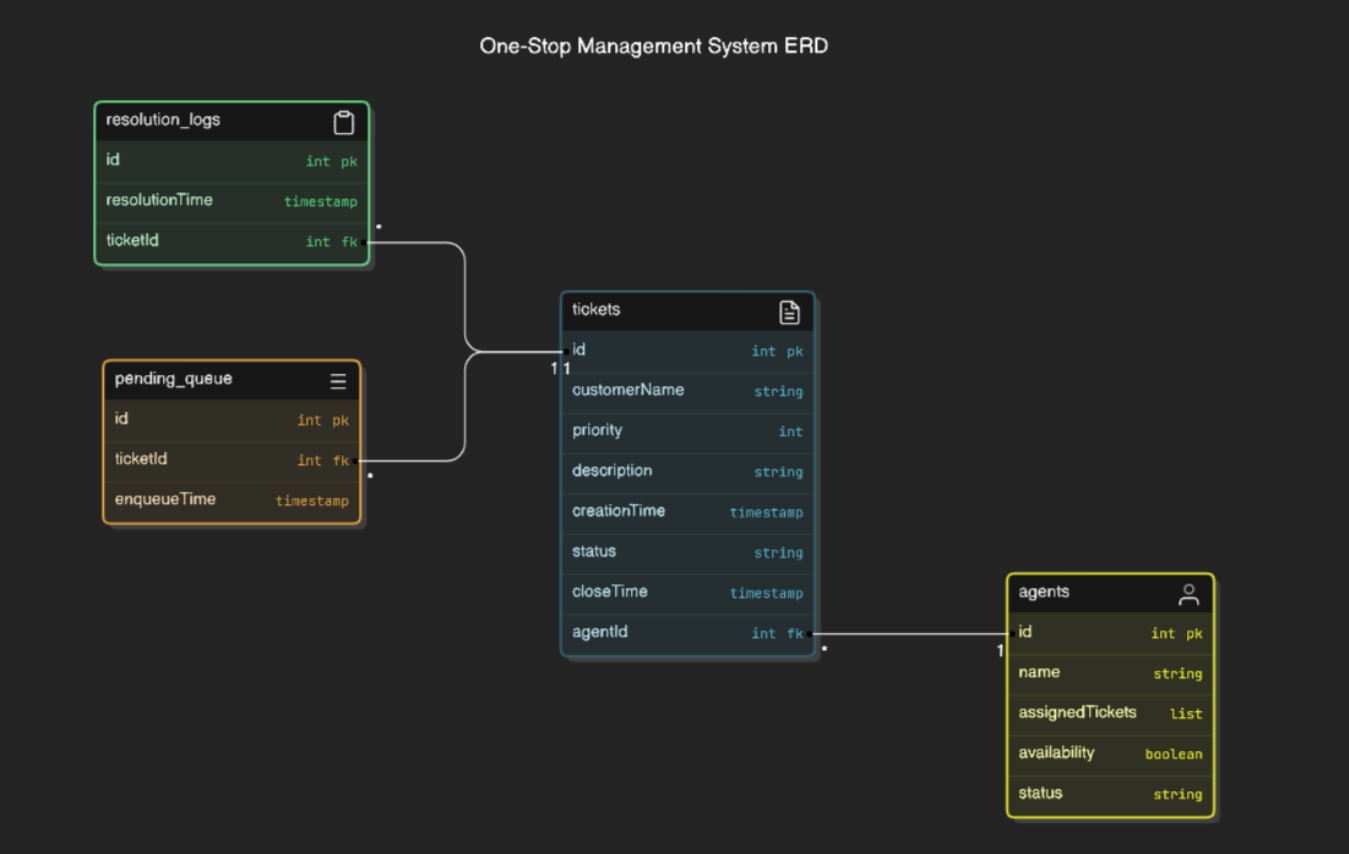 One-Stop Management System ERD
resolution_logs
id int pk
resolutionTime timestamp
ticketId int fk
*
pending_queue
id int pk
ticketId int fk
*
enqueueTime timestamp
tickets
id int pk
1 1
customerName string
priority int
description string
creationTime timestamp
status string
closeTime timestamp
agentId int fk
*
agents
id int pk
1
name string
assignedTickets list
availability boolean
status string